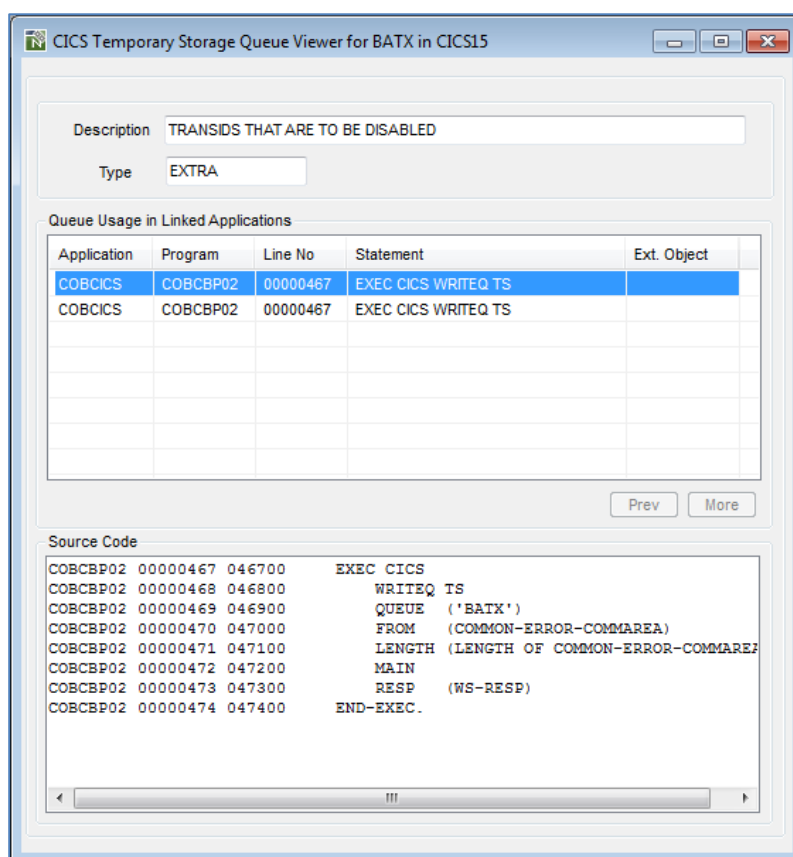 CICS Temporary Storage Queue Viewer for BATX in CICS15
Description TRANSIDS THAT ARE TO BE DISABLED
Type EXTRA
Queue Usage in Linked Applications
Application Program Line No Statement Ext. Object
COBCICS COBCBP02 00000467 EXEC CICS WRITEQ TS
COBCICS COBCBP02 00000467 EXEC CICS WRITEQ TS
Prev More
Source Code
COBCBP02 00000467 046700 EXEC CICS
COBCBP02 00000468 046800 WRITEQ TS
COBCBP02 00000469 046900 QUEUE ('BATX')
COBCBP02 00000470 047000 FROM (COMMON-ERROR-COMMAREA)
COBCBP02 00000471 047100 LENGTH (LENGTH OF COMMON-ERROR-COMMAREA
COBCBP02 00000472 047200 MAIN
COBCBP02 00000473 047300 RESP (WS-RESP)
COBCBP02 00000474 047400 END-EXEC.